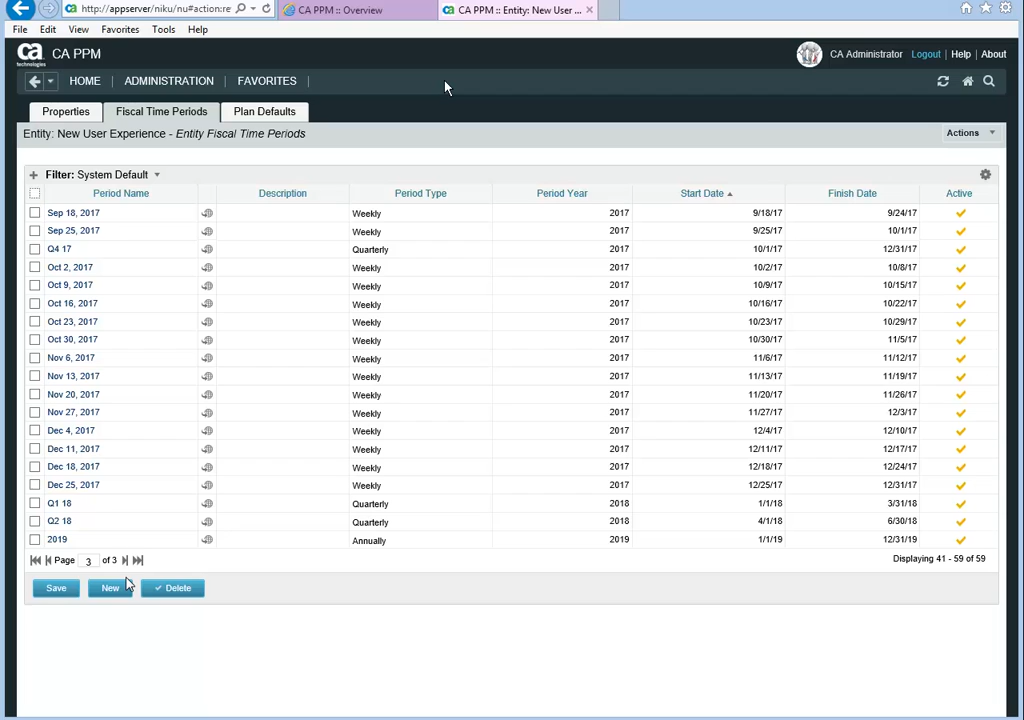 http://appserver/niku/nu#action:re
CA PPM :: Overview
CA PPM :: Entity: New User ...
File Edit View Favorites Tools Help
ca technologies
CA PPM
CA Administrator Logout | Help | About
HOME | ADMINISTRATION | FAVORITES |
Properties Fiscal Time Periods Plan Defaults
Entity: New User Experience - Entity Fiscal Time Periods
Actions
Filter: System Default
Period Name Description Period Type Period Year Start Date Finish Date Active
Sep 18, 2017 Weekly 2017 9/18/17 9/24/17
Sep 25, 2017 Weekly 2017 9/25/17 10/1/17
Q4 17 Quarterly 2017 10/1/17 12/31/17
Oct 2, 2017 Weekly 2017 10/2/17 10/8/17
Oct 9, 2017 Weekly 2017 10/9/17 10/15/17
Oct 16, 2017 Weekly 2017 10/16/17 10/22/17
Oct 23, 2017 Weekly 2017 10/23/17 10/29/17
Oct 30, 2017 Weekly 2017 10/30/17 11/5/17
Nov 6, 2017 Weekly 2017 11/6/17 11/12/17
Nov 13, 2017 Weekly 2017 11/13/17 11/19/17
Nov 20, 2017 Weekly 2017 11/20/17 11/26/17
Nov 27, 2017 Weekly 2017 11/27/17 12/3/17
Dec 4, 2017 Weekly 2017 12/4/17 12/10/17
Dec 11, 2017 Weekly 2017 12/11/17 12/17/17
Dec 18, 2017 Weekly 2017 12/18/17 12/24/17
Dec 25, 2017 Weekly 2017 12/25/17 12/31/17
Q1 18 Quarterly 2018 1/1/18 3/31/18
Q2 18 Quarterly 2018 4/1/18 6/30/18
2019 Annually 2019 1/1/19 12/31/19
Page 3 of 3
Displaying 41 - 59 of 59
Save New Delete